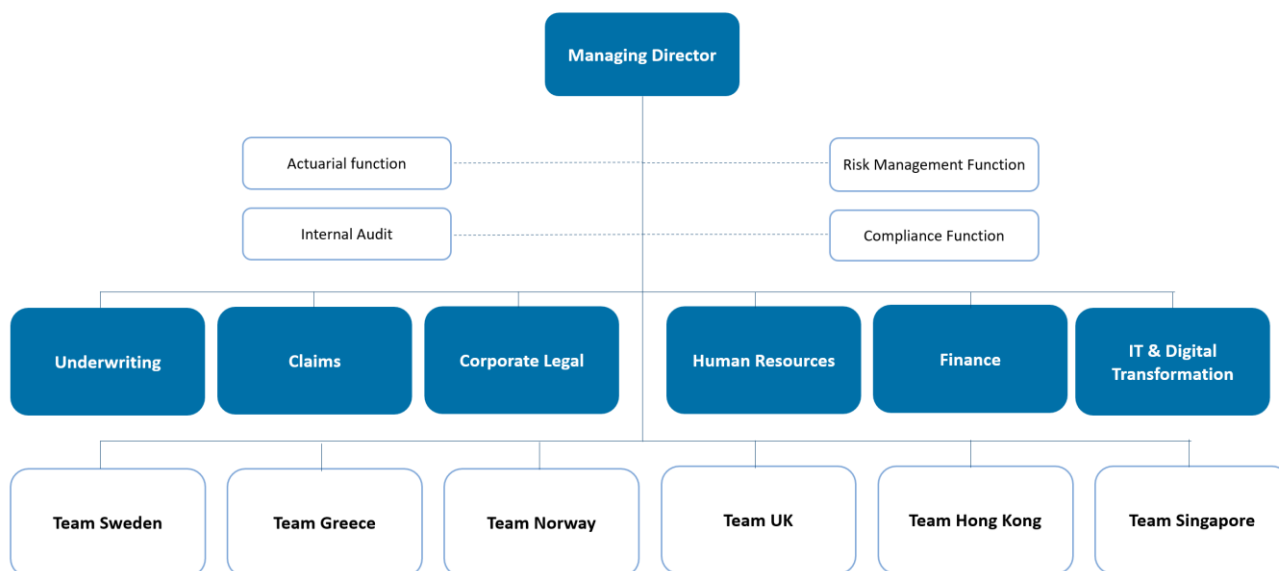 Managing Director
Actuarial function
Risk Management Function
Internal Audit
Compliance Function
Underwriting
Claims
Corporate Legal
Human Resources
Finance
IT & Digital
Transformation
Team Sweden
Team Greece
Team Norway
Team UK
Team Hong Kong
Team Singapore